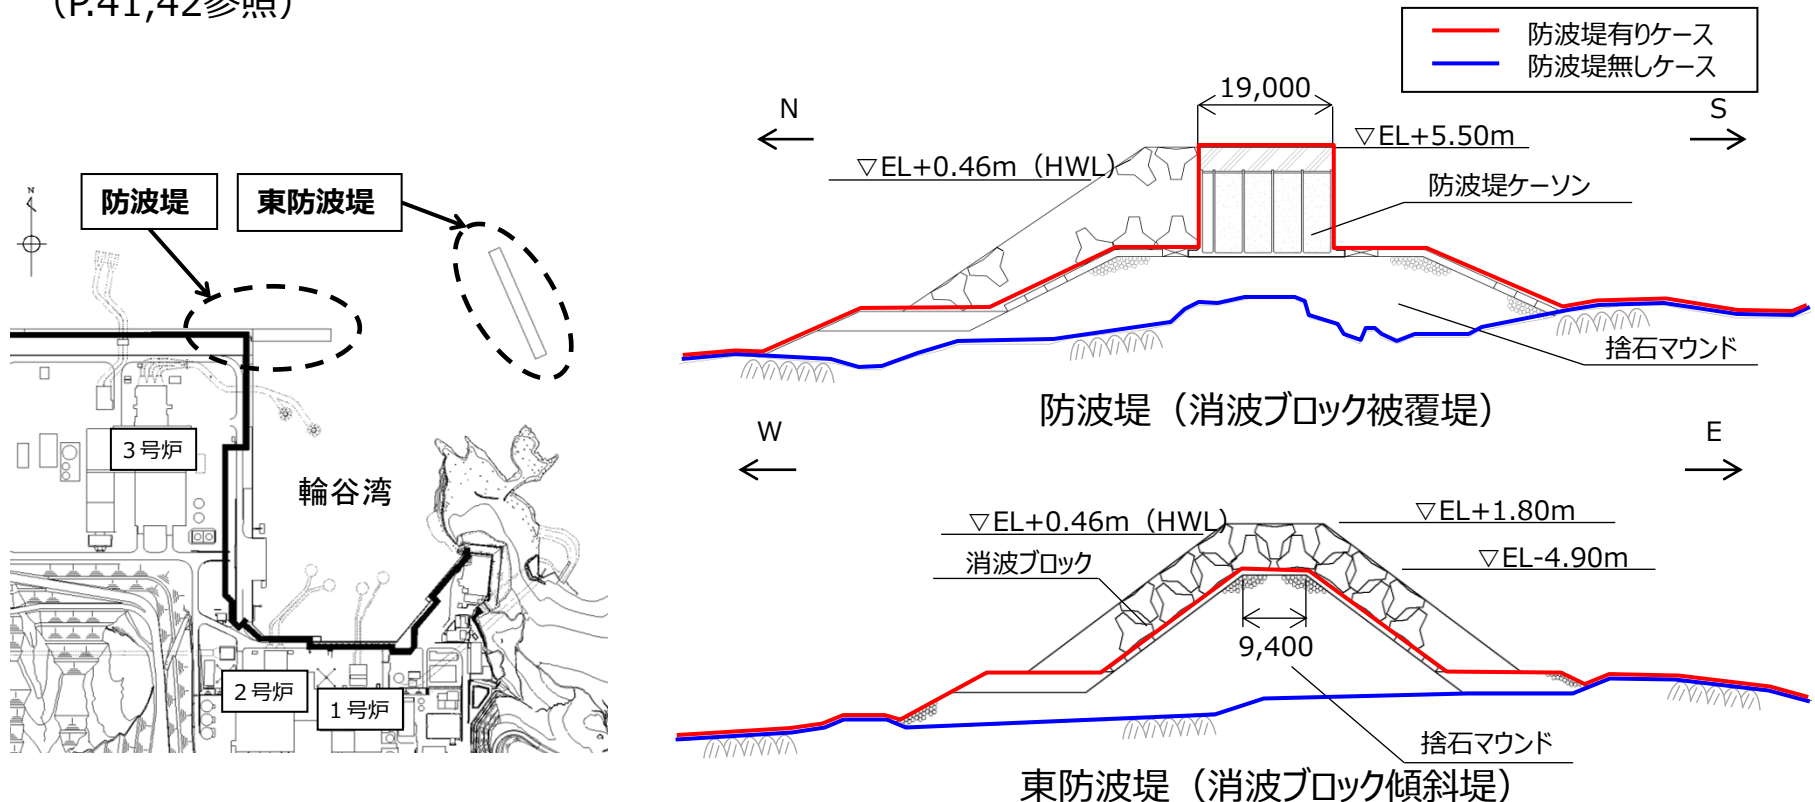 （P.41,42参照）
防波堤有りケース
防波堤無しケース
N
19,000
S
▽EL+5.50m
▽EL+0.46m（HWL）
防波堤ケーソン
捨石マウンド
防波堤（消波ブロック被覆堤）
N
防波堤
東防波堤
3号炉
輪谷湾
2号炉
1号炉
W
E
▽EL+0.46m（HWL）
▽EL+1.80m
消波ブロック
▽EL-4.90m
9,400
捨石マウンド
東防波堤（消波ブロック傾斜堤）